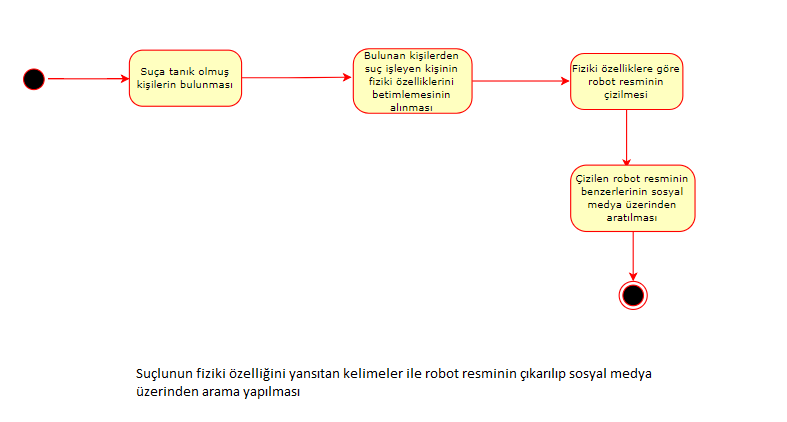 Suça tanık olmuş
kişilerin bulunması
Bulunan kişilerden
suç işleyen kişinin
fiziki özelliklerini
betimlemesinin
alınması
Fiziki özelliklere göre
robot resminin
çizilmesi
Çizilen robot resminin
benzerlerinin sosyal
medya üzerinden
aratılması
Suçlunun fiziki özelliğini yansıtan kelimeler ile robot resminin çıkarılıp sosyal medya
üzerinden arama yapılması